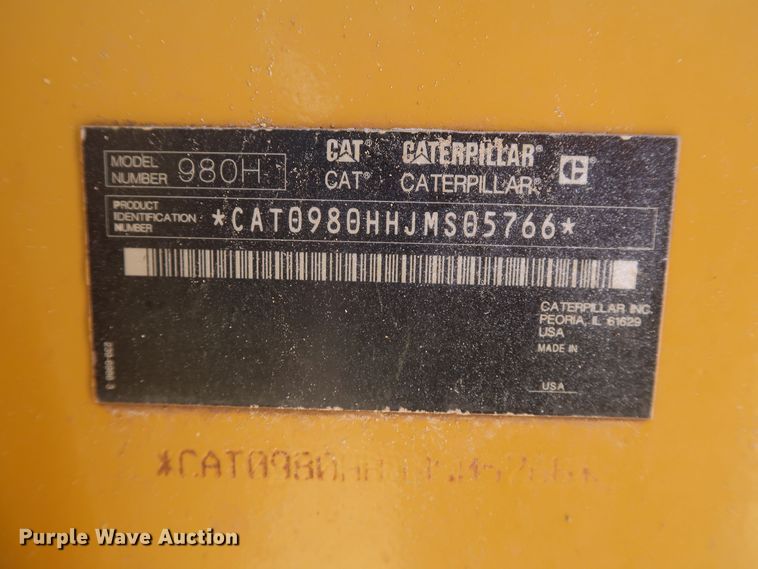 MODEL NUMBER 980H
CAT® CATERPILLAR®
CAT® CATERPILLAR®
PRODUCT IDENTIFICATION NUMBER *CAT0980HHJMS05766*
CATERPILLAR INC.
PEORIA, IL 61629
USA
MADE IN
USA
Purple Wave Auction®